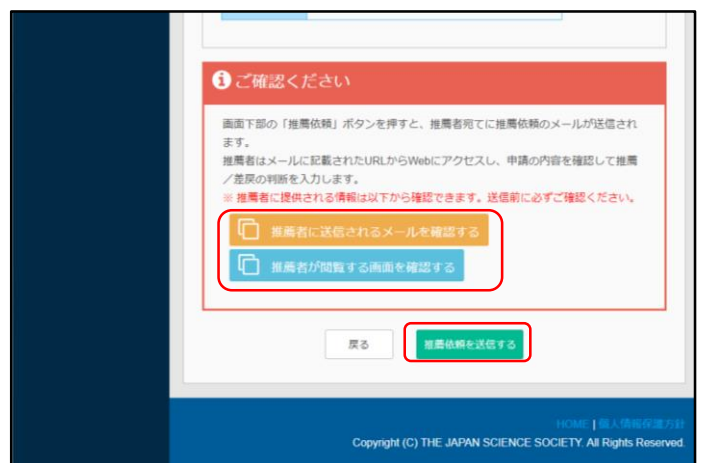 ご確認ください
画面下部の「推薦依頼」ボタンを押すと、推薦者宛てに推薦依頼のメールが送信され
ます。
推薦者はメールに記載されたURLからWebにアクセスし、申請の内容を確認して推薦
／差戻の判断を入力します。
※ 推薦者に提供される情報は以下から確認できます。送信前に必ずご確認ください。
推薦者に送信されるメールを確認する
推薦者が閲覧する画面を確認する
戻る
推薦依頼を送信する
HOME | 個人情報保護方針
Copyright (C) THE JAPAN SCIENCE SOCIETY. All Rights Reserved.